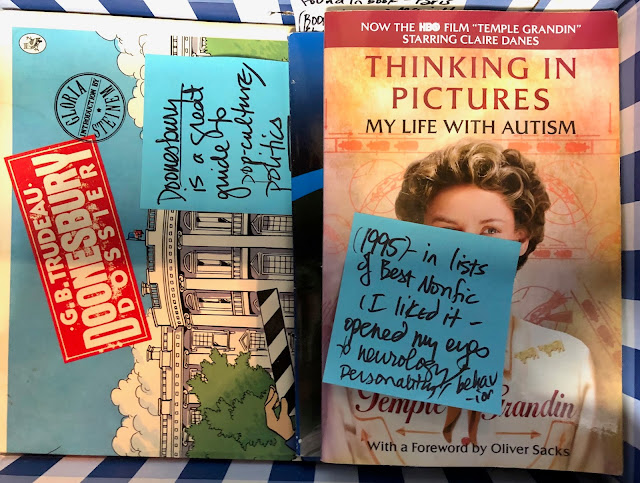 GLORIA
INTRODUCTION BY
STEINEM
G.B. TRUDEAU
DOONESBURY
DOSSIER
Doonesbury
is a great
guide to
pop-culture,
politics
NOW THE HBO FILM "TEMPLE GRANDIN"
STARRING CLAIRE DANES
THINKING IN
PICTURES
MY LIFE WITH AUTISM
(1995) - in lists
of Best Nonfic
(I liked it -
opened my eyes
to neurology &
personality/behav
-ior
Temple Grandin
With a Foreword by Oliver Sacks